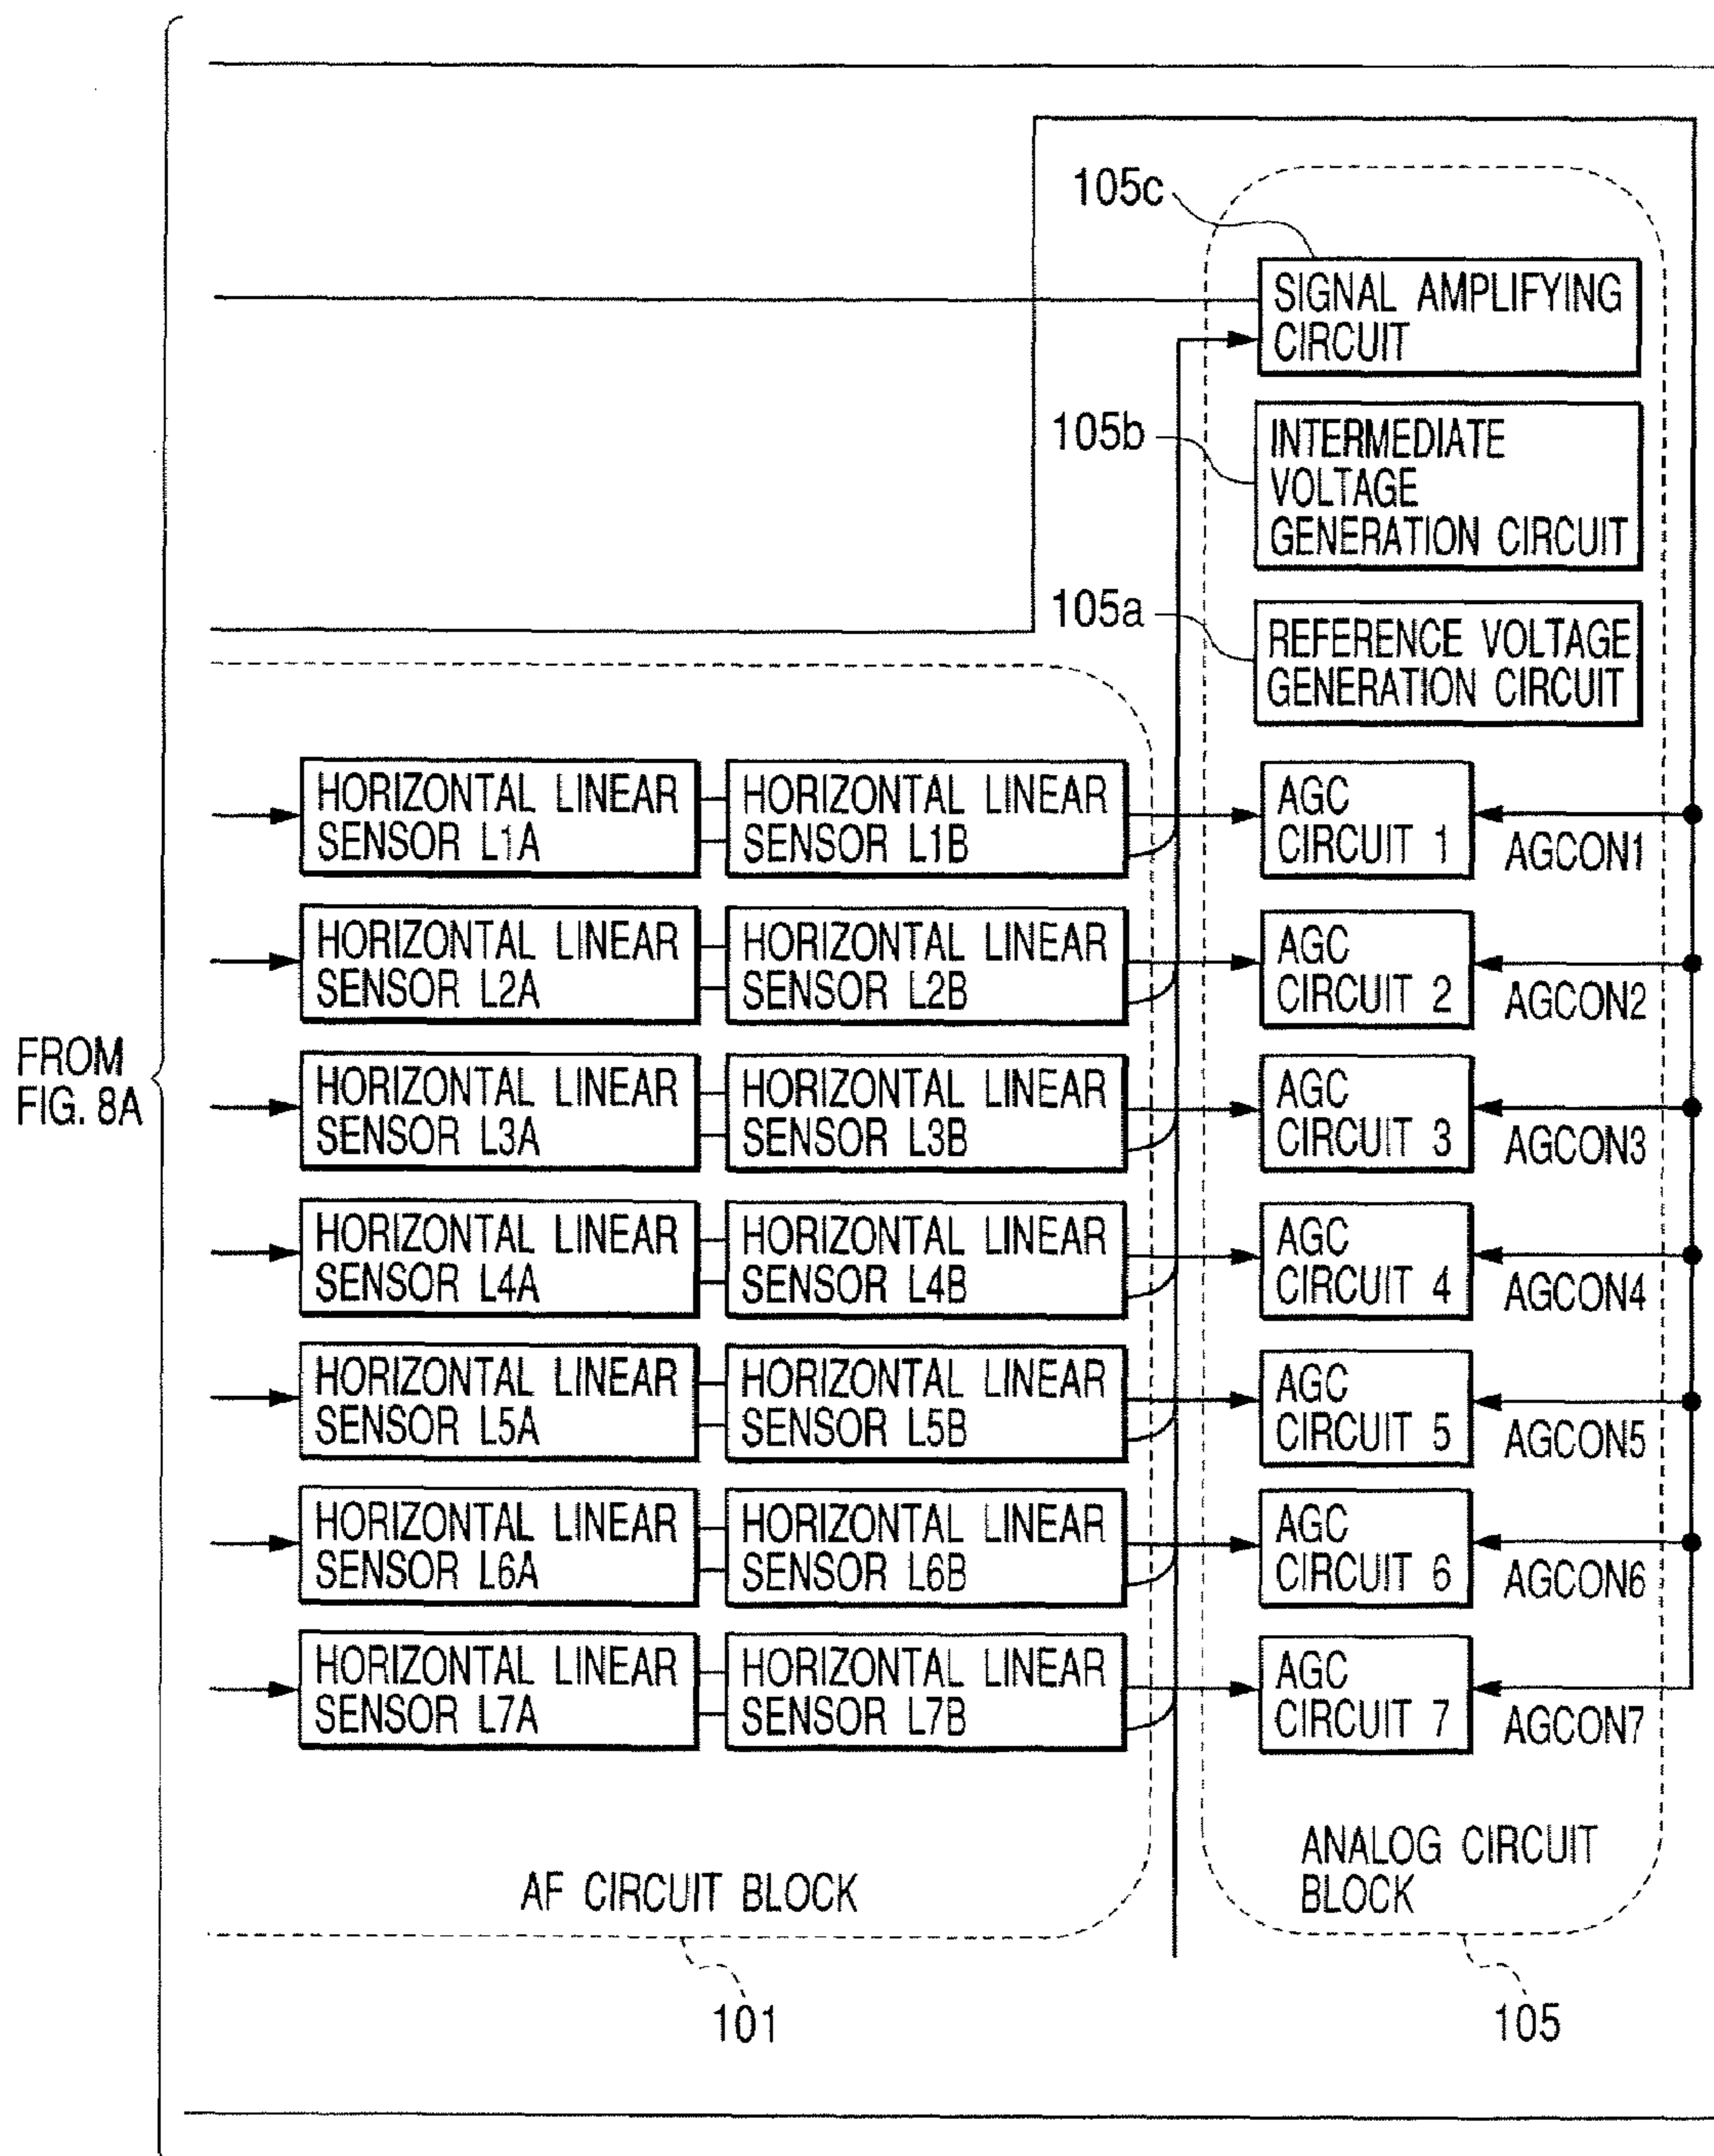 105c
SIGNAL AMPLIFYING
CIRCUIT
105b
INTERMEDIATE
VOLTAGE
GENERATION CIRCUIT
105a
REFERENCE VOLTAGE
GENERATION CIRCUIT
HORIZONTAL LINEAR
SENSOR L1A
HORIZONTAL LINEAR
SENSOR L1B
AGC
CIRCUIT 1
AGCON1
HORIZONTAL LINEAR
SENSOR L2A
HORIZONTAL LINEAR
SENSOR L2B
AGC
CIRCUIT 2
AGCON2
FROM
FIG. 8A
HORIZONTAL LINEAR
SENSOR L3A
HORIZONTAL LINEAR
SENSOR L3B
AGC
CIRCUIT 3
AGCON3
HORIZONTAL LINEAR
SENSOR L4A
HORIZONTAL LINEAR
SENSOR L4B
AGC
CIRCUIT 4
AGCON4
HORIZONTAL LINEAR
SENSOR L5A
HORIZONTAL LINEAR
SENSOR L5B
AGC
CIRCUIT 5
AGCON5
HORIZONTAL LINEAR
SENSOR L6A
HORIZONTAL LINEAR
SENSOR L6B
AGC
CIRCUIT 6
AGCON6
HORIZONTAL LINEAR
SENSOR L7A
HORIZONTAL LINEAR
SENSOR L7B
AGC
CIRCUIT 7
AGCON7
AF CIRCUIT BLOCK
ANALOG CIRCUIT
BLOCK
101
105